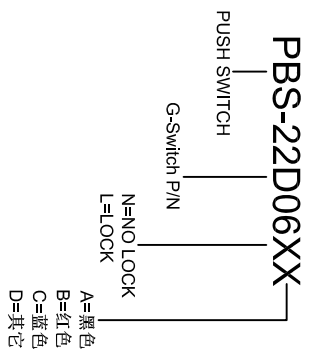 PBS-22D06XX
PUSH SWITCH
G-Switch P/N
N=NO LOCK
L=LOCK
A=黑色
B=红色
C=蓝色
D=其它